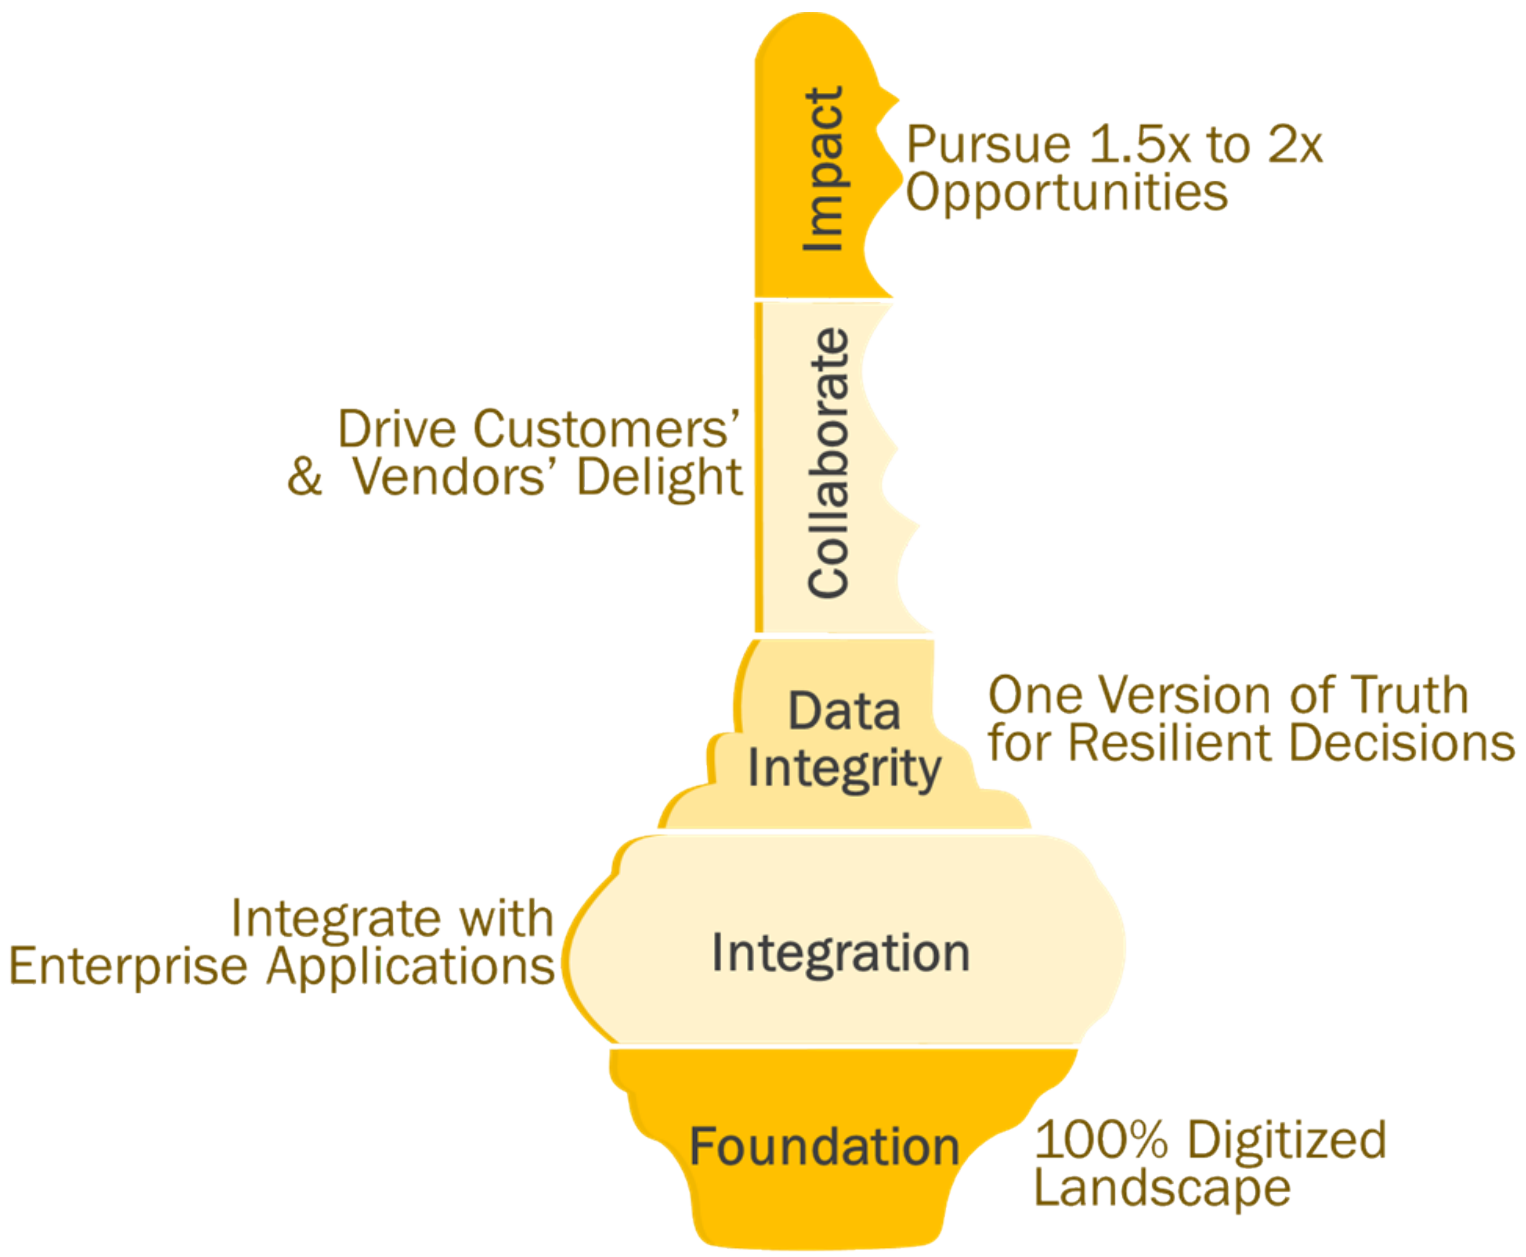 Impact
Pursue 1.5x to 2x
Opportunities
Collaborate
Drive Customers’
& Vendors’ Delight
Data
Integrity
One Version of Truth
for Resilient Decisions
Integrate with
Enterprise Applications
Integration
Foundation
100% Digitized
Landscape